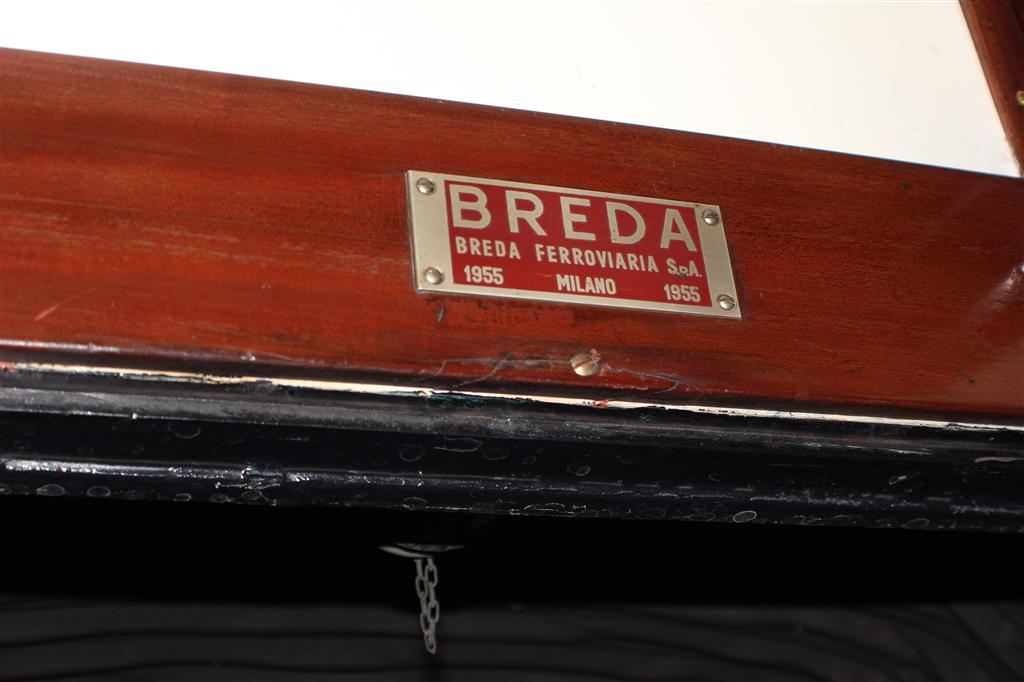 BREDA
BREDA FERROVIARIA S.p.A.
1955 MILANO 1955